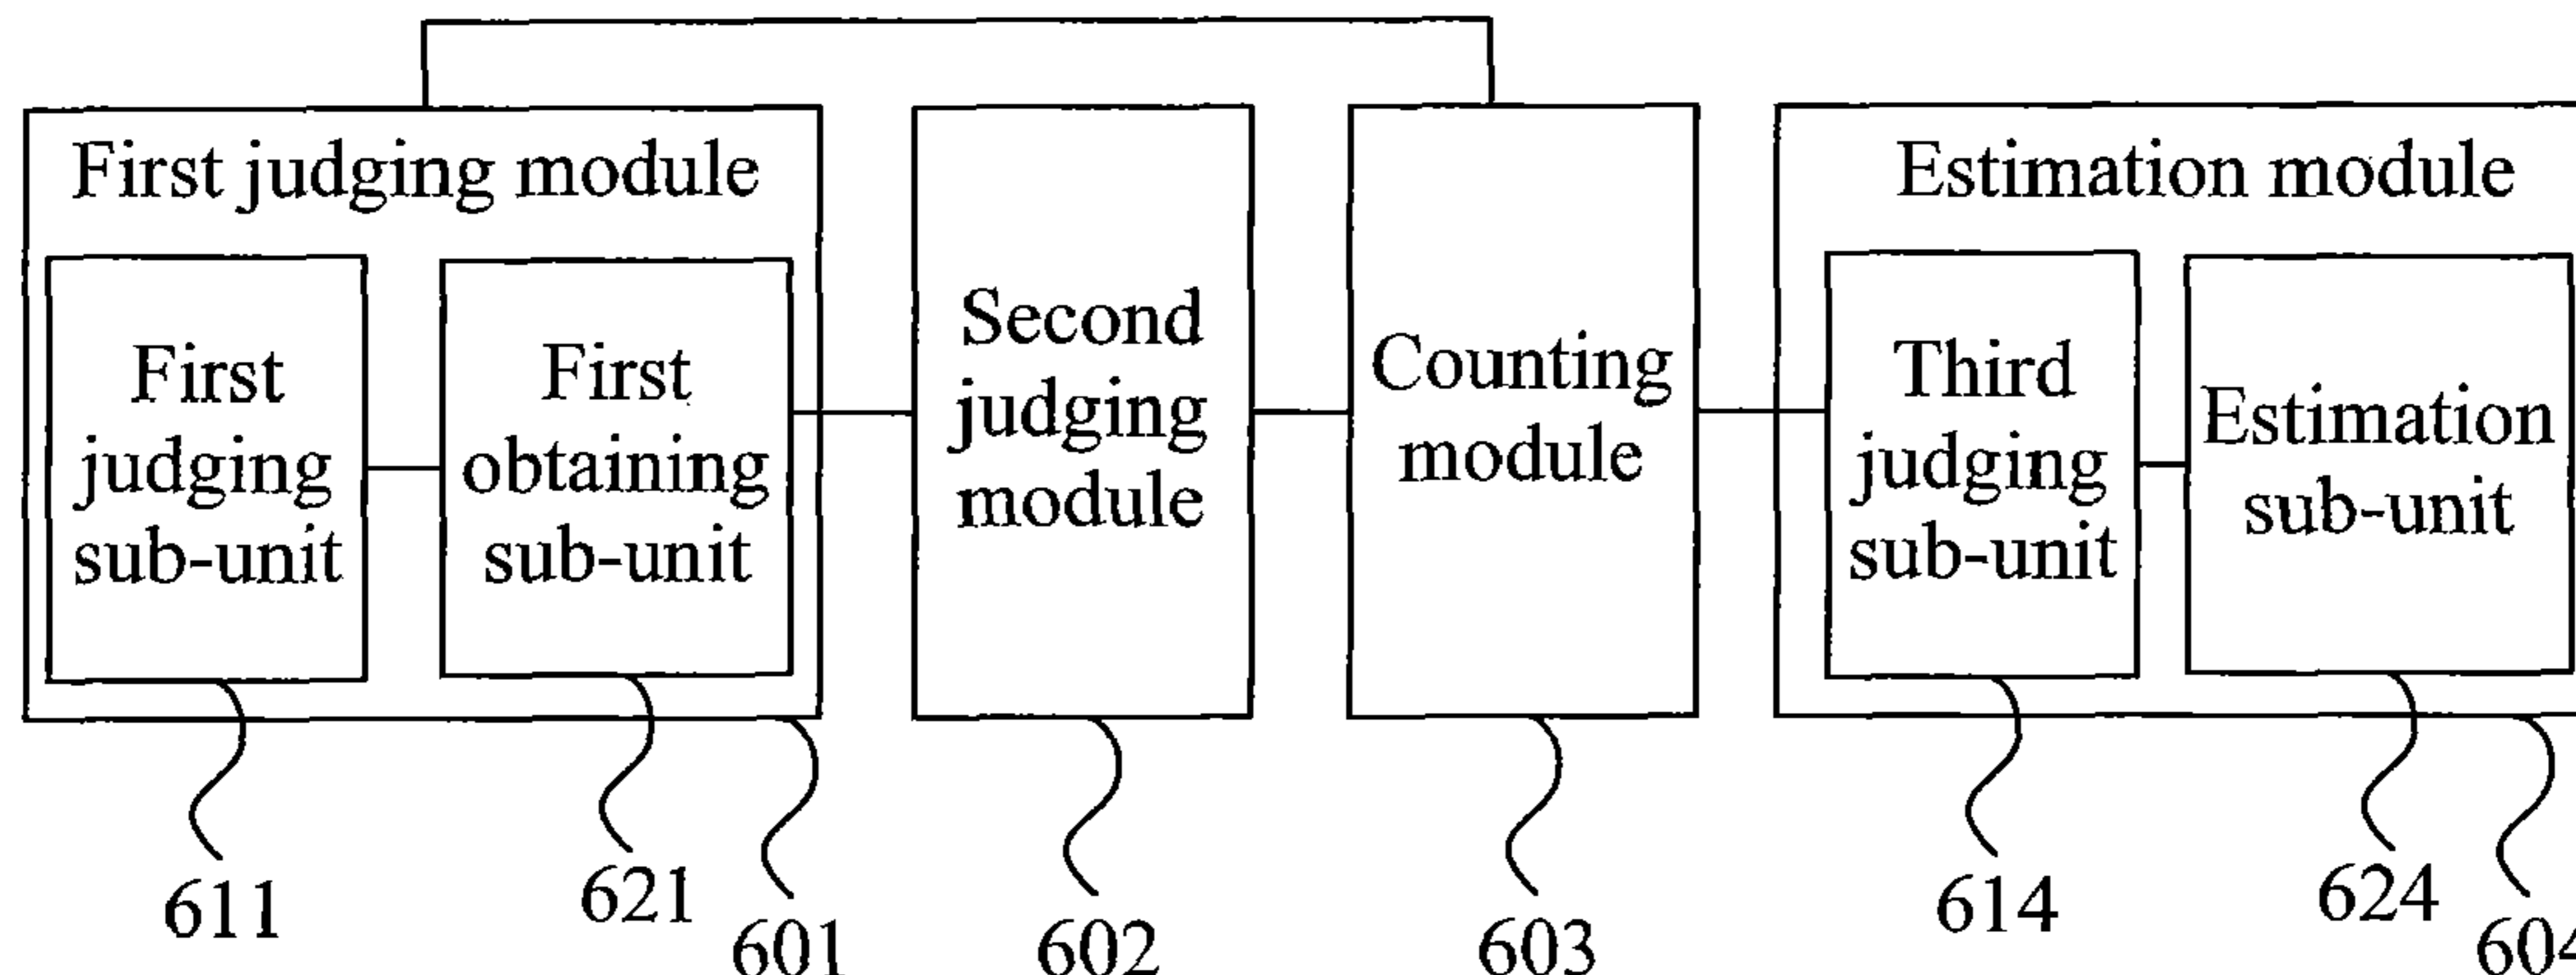 First judging module
First
judging
sub-unit
First
obtaining
sub-unit
Second
judging
module
Counting
module
Estimation module
Third
judging
sub-unit
Estimation
sub-unit
611
621
601
602
603
614
624
604